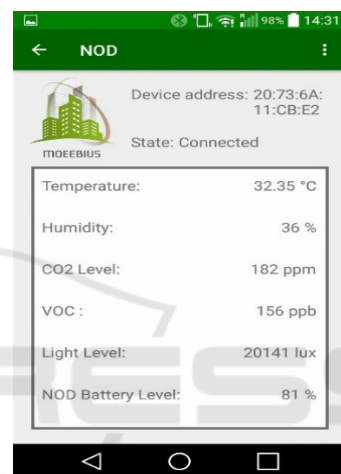 98% 14:31
NOD
Device address: 20:73:6A:
11:CB:E2
MOEEBIUS
State: Connected
Temperature: 32.35 °C
Humidity: 36 %
CO2 Level: 182 ppm
VOC : 156 ppb
Light Level: 20141 lux
NOD Battery Level: 81 %